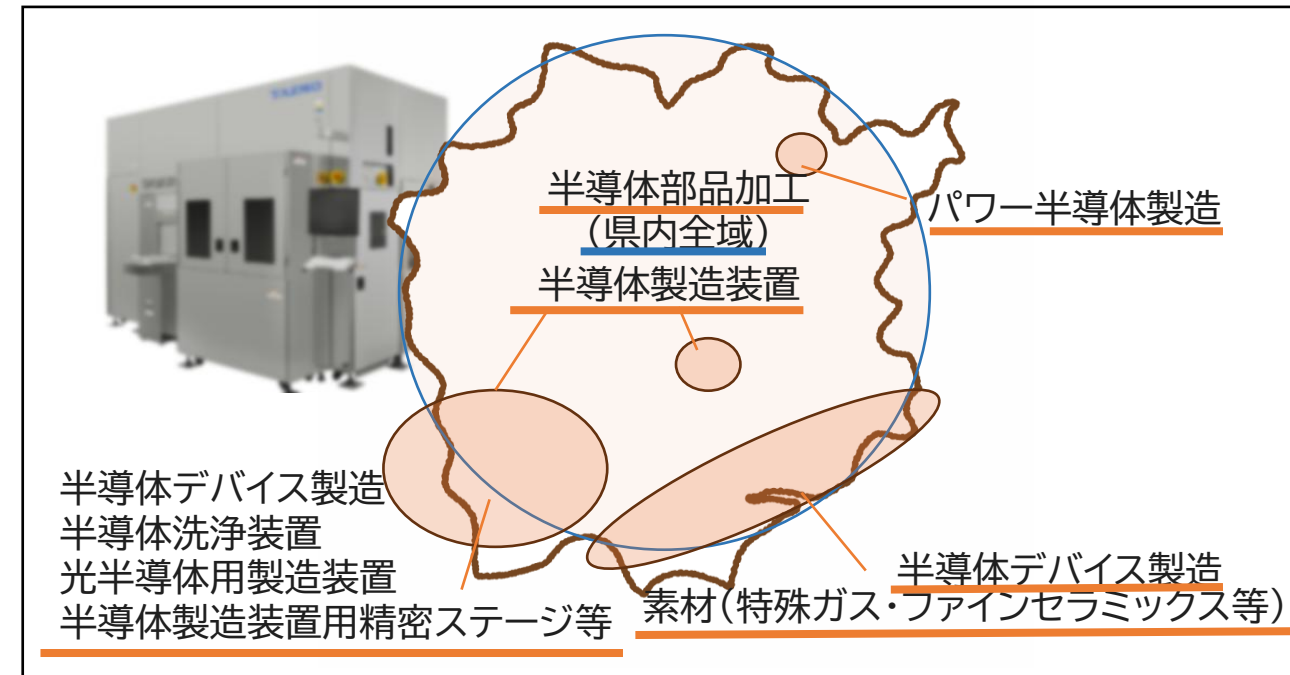 半導体部品加工
（県内全域）
半導体製造装置
パワー半導体製造
半導体デバイス製造
半導体洗浄装置
光半導体用製造装置
半導体製造装置用精密ステージ等
半導体デバイス製造
素材（特殊ガス・ファインセラミックス等）